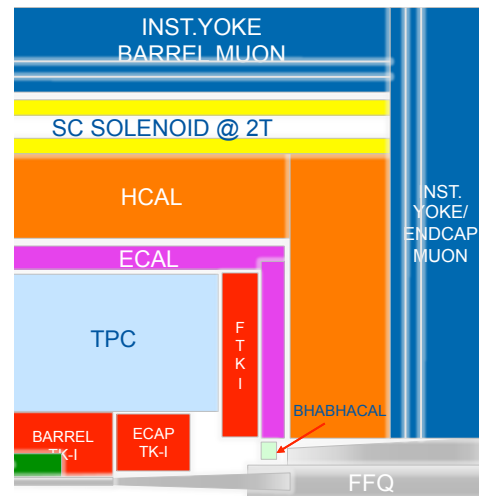 INST.YOKE
BARREL MUON
SC SOLENOID @ 2T
HCAL
NST.
YOKE/
ENDCAP
MUON
ECAL
TPC
F
T
K
I
BHABHACAL
BARREL
TK-I
ECAP
TK-I
FFQ